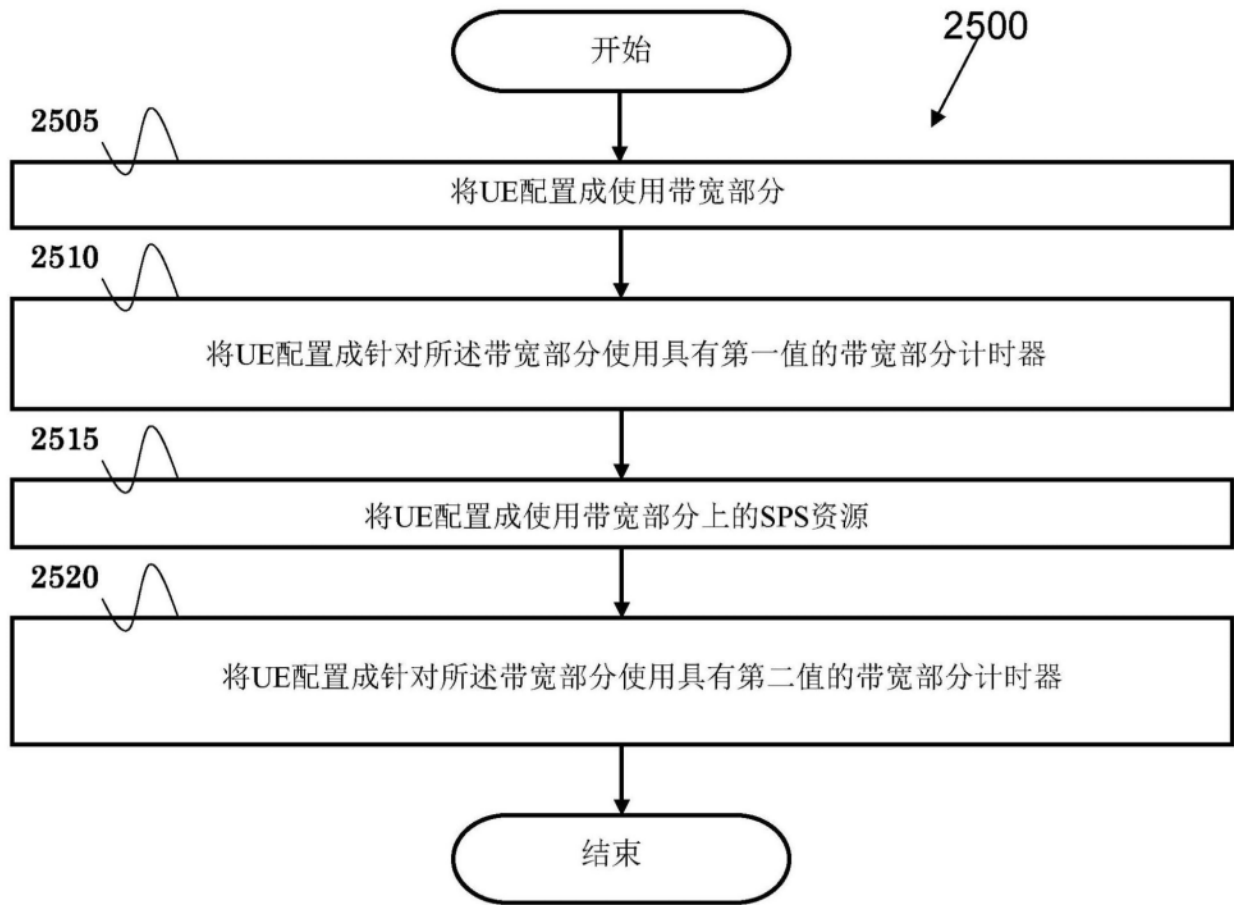 开始
2500
2505
将UE配置成使用带宽部分
2510
将UE配置成针对所述带宽部分使用具有第一值的带宽部分计时器
2515
将UE配置成使用带宽部分上的SPS资源
2520
将UE配置成针对所述带宽部分使用具有第二值的带宽部分计时器
结束